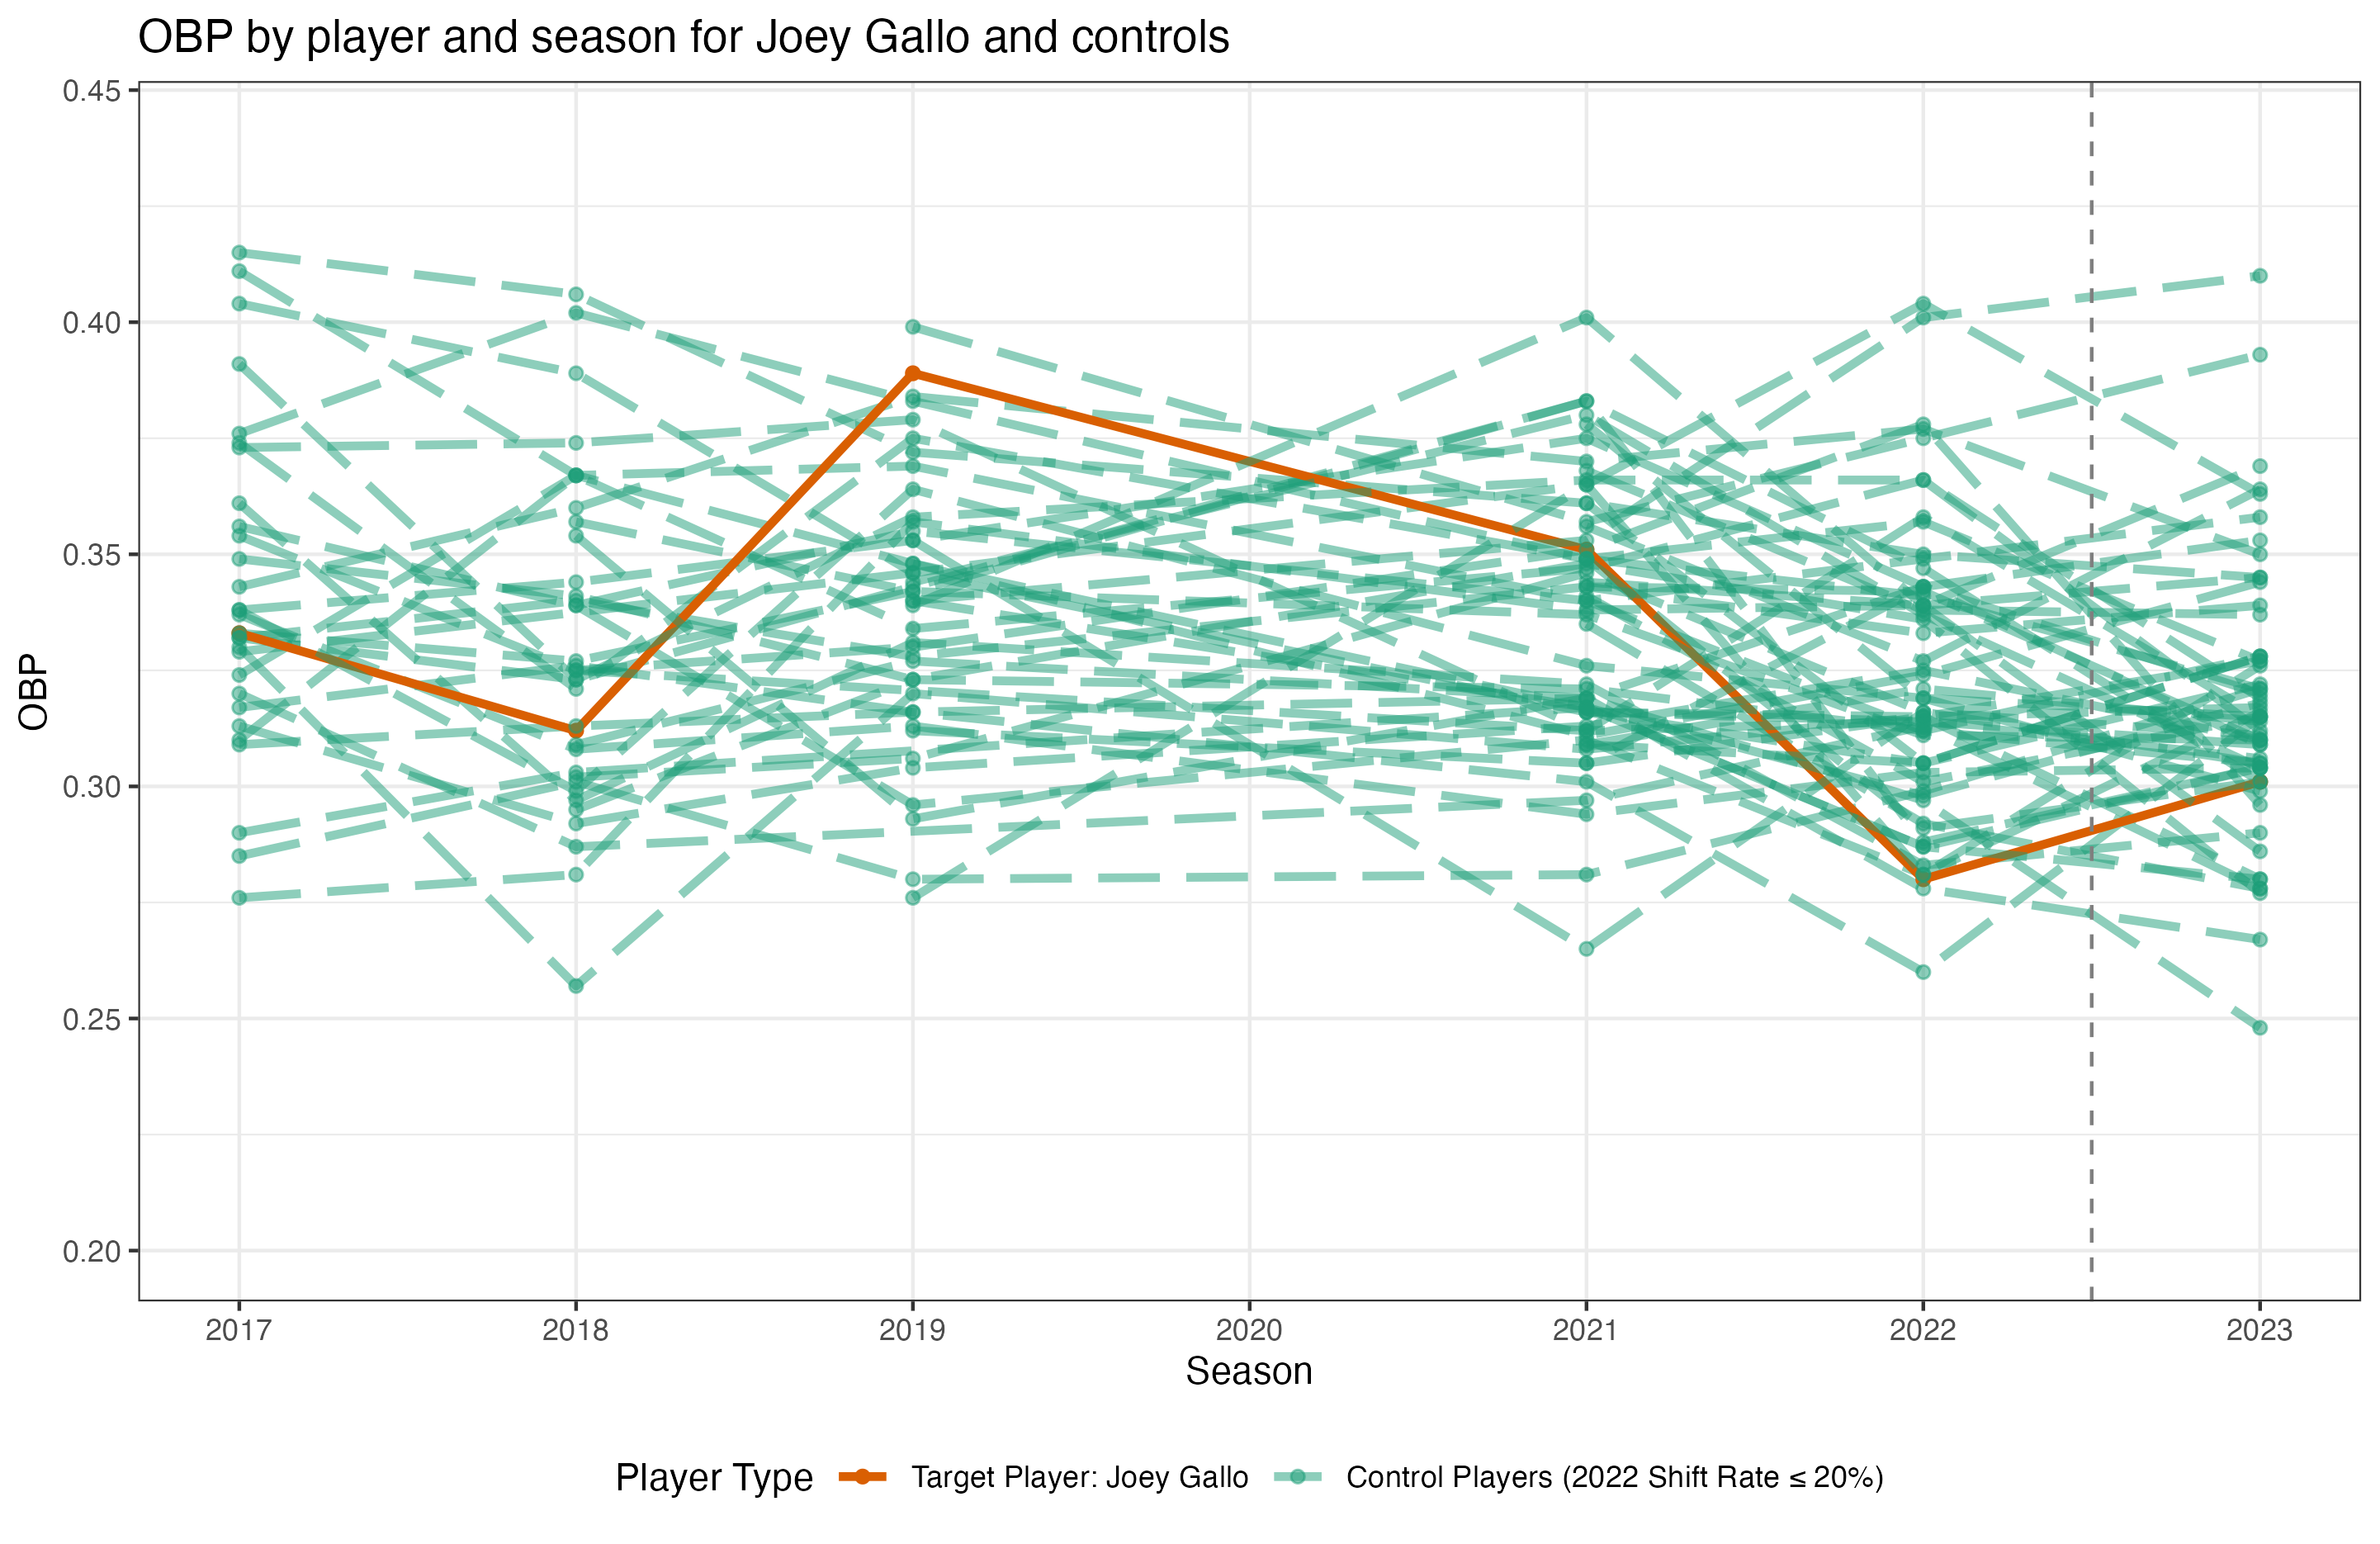 OBP by player and season for Joey Gallo and controls
0.45
0.40
0.35
0.30
0.25
0.20
OBP
2017 2018 2019 2020 2021 2022 2023
Season
Player Type Target Player: Joey Gallo Control Players (2022 Shift Rate ≤ 20%)